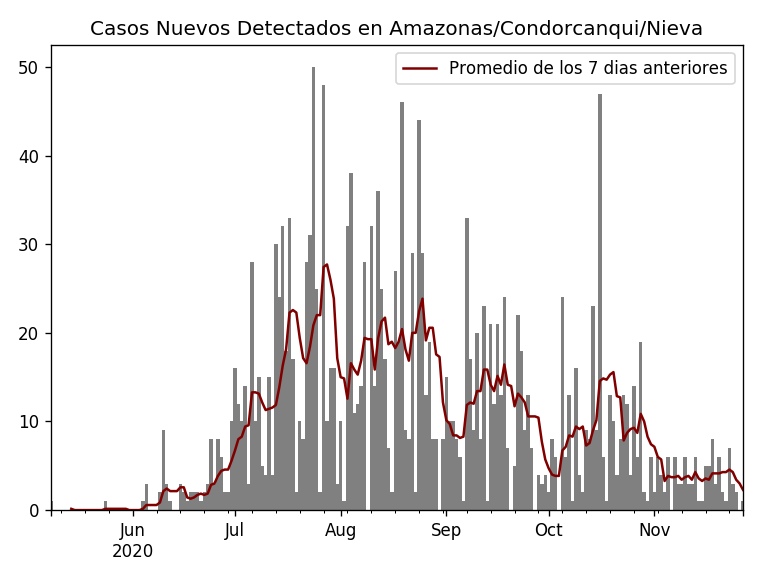 Casos Nuevos Detectados en Amazonas/Condorcanqui/Nieva
Promedio de los 7 dias anteriores
50
40
30
20
10
0
Jun Jul Aug Sep Oct Nov
2020